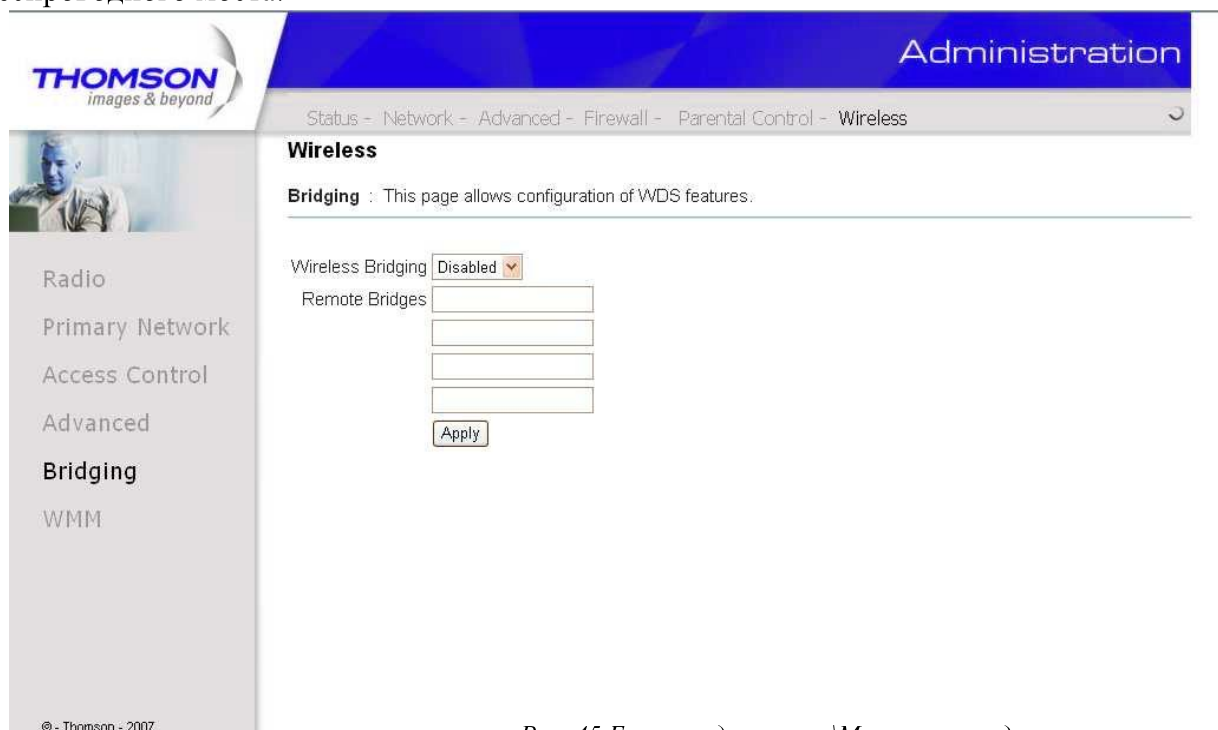 THOMSON
images & beyond
Administration
Status - Network - Advanced - Firewall - Parental Control - Wireless
Wireless
Bridging : This page allows configuration of WDS features.
Radio
Primary Network
Access Control
Advanced
Bridging
WMM
Wireless Bridging Disabled
Remote Bridges
Apply
© - Thomson - 2007